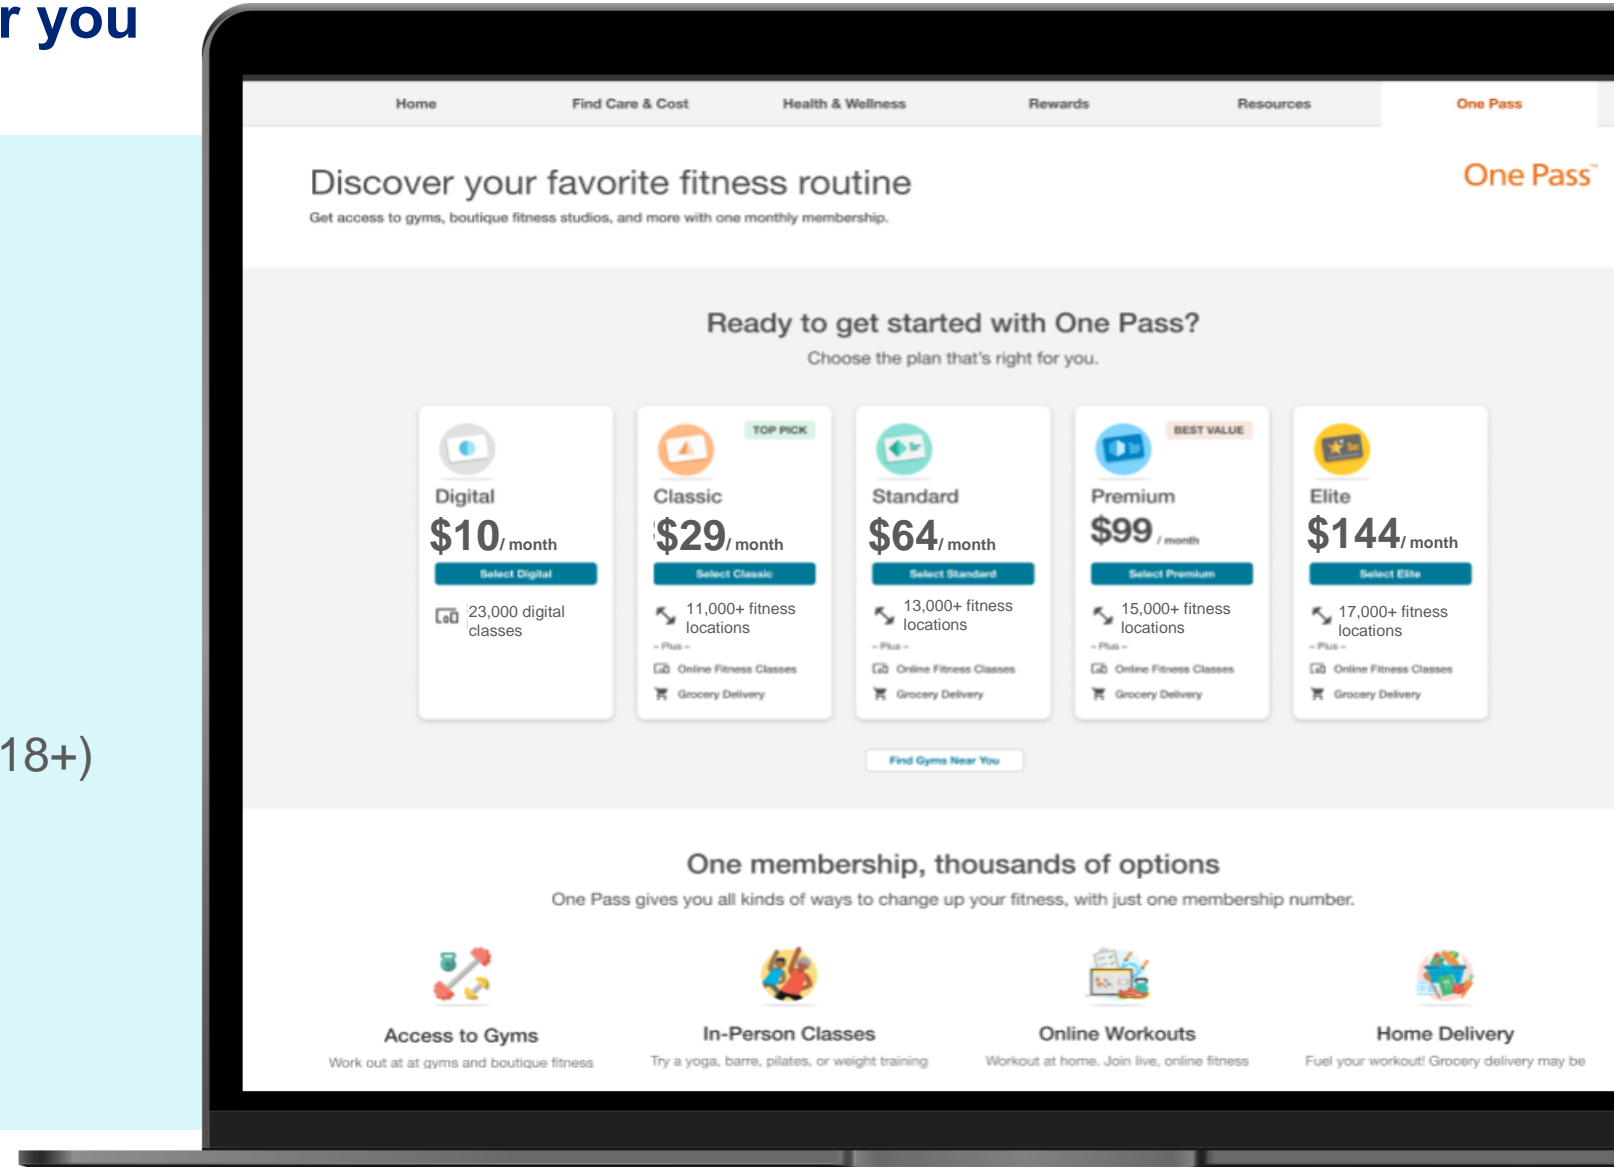 r you
18+)
Home Find Care & Cost Health & Wellness Rewards Resources One Pass
Discover your favorite fitness routine
One Pass™
Get access to gyms, boutique fitness studios, and more with one monthly membership.
Ready to get started with One Pass?
Choose the plan that's right for you.
Digital
$10/ month
Select Digital
23,000 digital
classes
TOP PICK
Classic
$29/ month
Select Classic
11,000+ fitness
locations
– Plus –
Online Fitness Classes
Grocery Delivery
Standard
$64/ month
Select Standard
13,000+ fitness
locations
– Plus –
Online Fitness Classes
Grocery Delivery
BEST VALUE
Premium
$99 / month
Select Premium
15,000+ fitness
locations
– Plus –
Online Fitness Classes
Grocery Delivery
Elite
$144/ month
Select Elite
17,000+ fitness
locations
– Plus –
Online Fitness Classes
Grocery Delivery
Find Gyms Near You
One membership, thousands of options
One Pass gives you all kinds of ways to change up your fitness, with just one membership number.
Access to Gyms
Work out at at gyms and boutique fitness
In-Person Classes
Try a yoga, barre, pilates, or weight training
Online Workouts
Workout at home. Join live, online fitness
Home Delivery
Fuel your workout! Grocery delivery may be